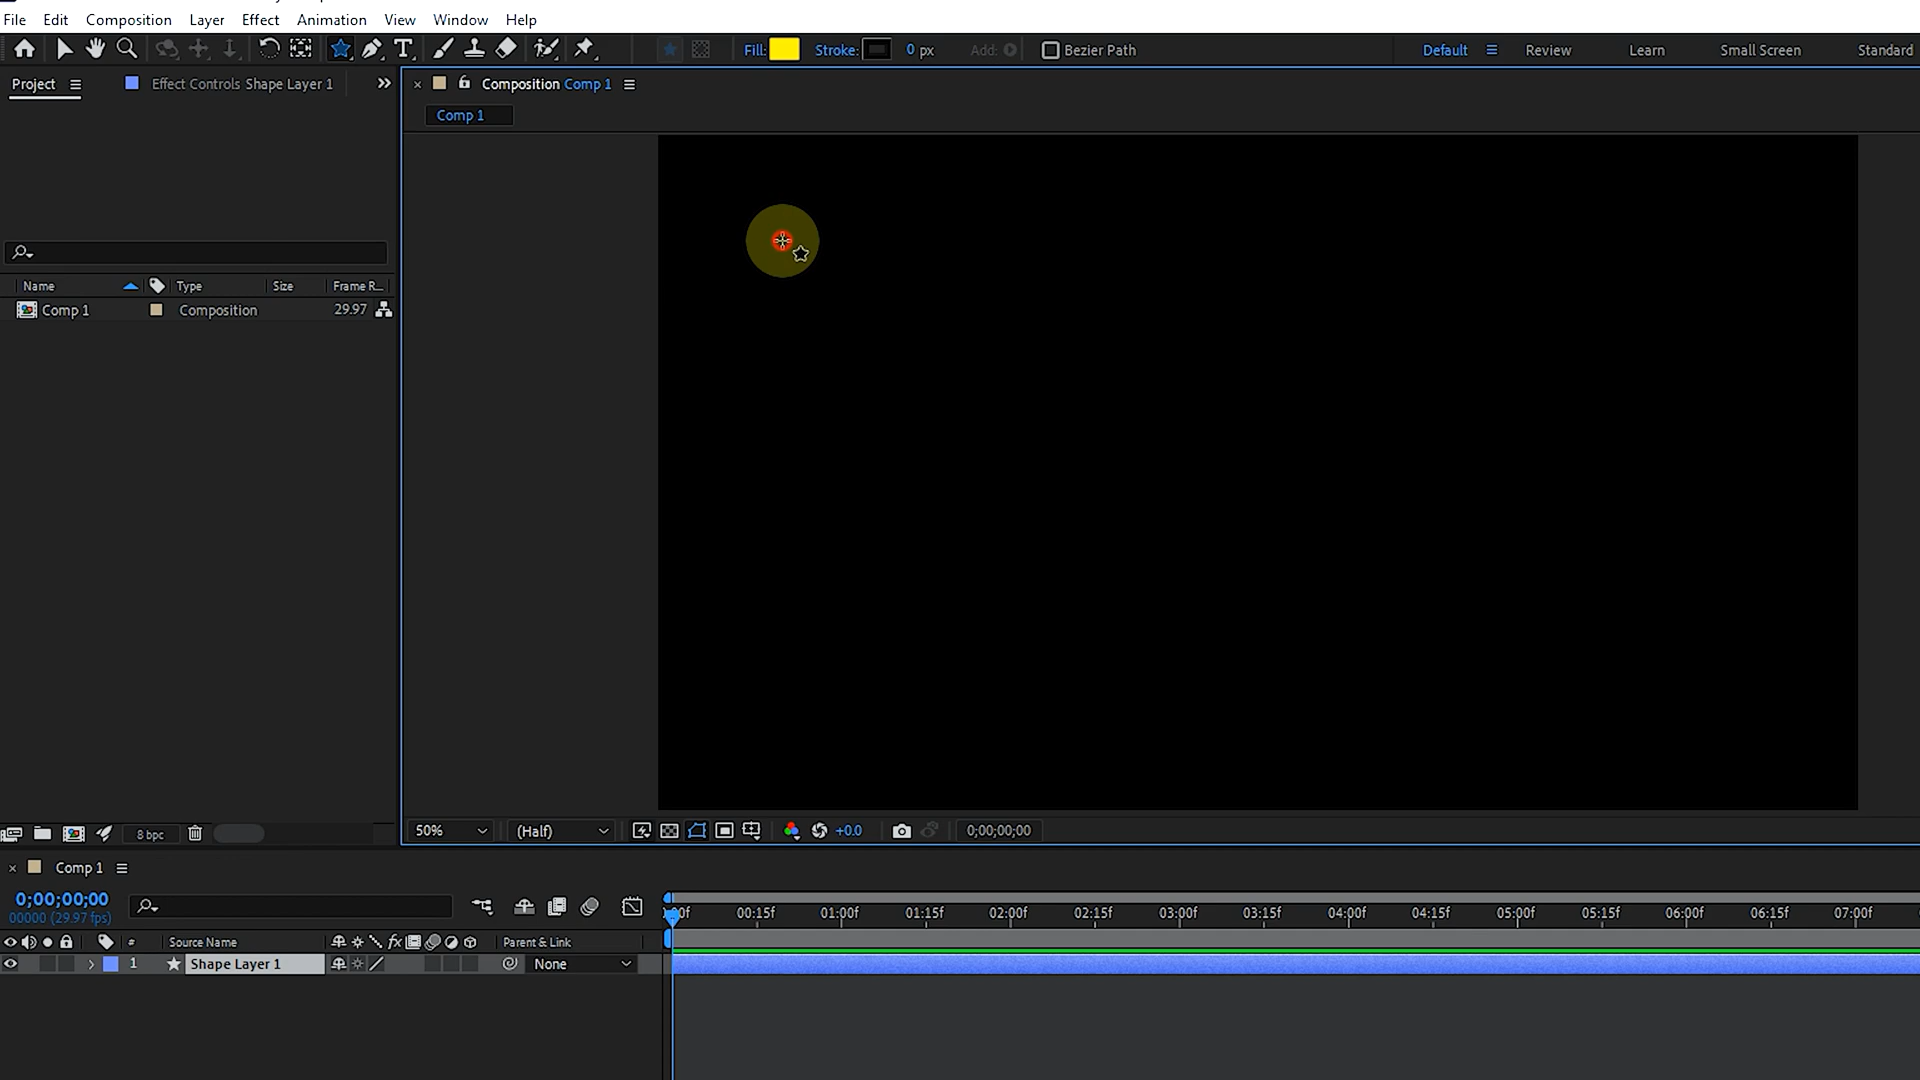 File Edit Composition Layer Effect Animation View Window Help
Fill: Stroke: 0 px Add: Bezier Path Default Review Learn Small Screen Standard
Project Effect Controls Shape Layer 1 Composition Comp 1
Comp 1
Name Type Size Frame R...
Comp 1 Composition 29.97
8 bpc 50% (Half) +0.0 0;00;00;00
Comp 1
0;00;00;00
00000 (29.97 fps)
00f 00:15f 01:00f 01:15f 02:00f 02:15f 03:00f 03:15f 04:00f 04:15f 05:00f 05:15f 06:00f 06:15f 07:00f
# Source Name fx Parent & Link
1 Shape Layer 1 None